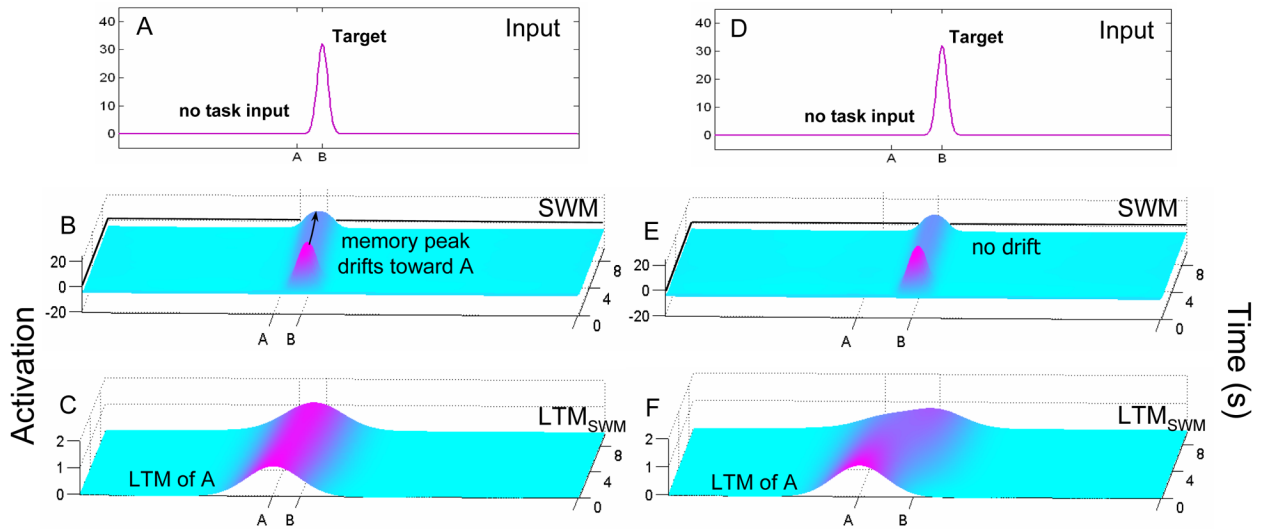 A
Input
40
30
20
10
0
Target
no task input
A B
D
Input
40
30
20
10
0
Target
no task input
A B
B
SWM
memory peak
drifts toward A
20
0
-20
8
4
0
A B
E
SWM
no drift
20
0
-20
8
4
0
A B
C
LTMSWM
LTM of A
2
1
0
8
4
0
A B
F
LTMSWM
LTM of A
2
1
0
8
4
0
A B
Activation
Time (s)